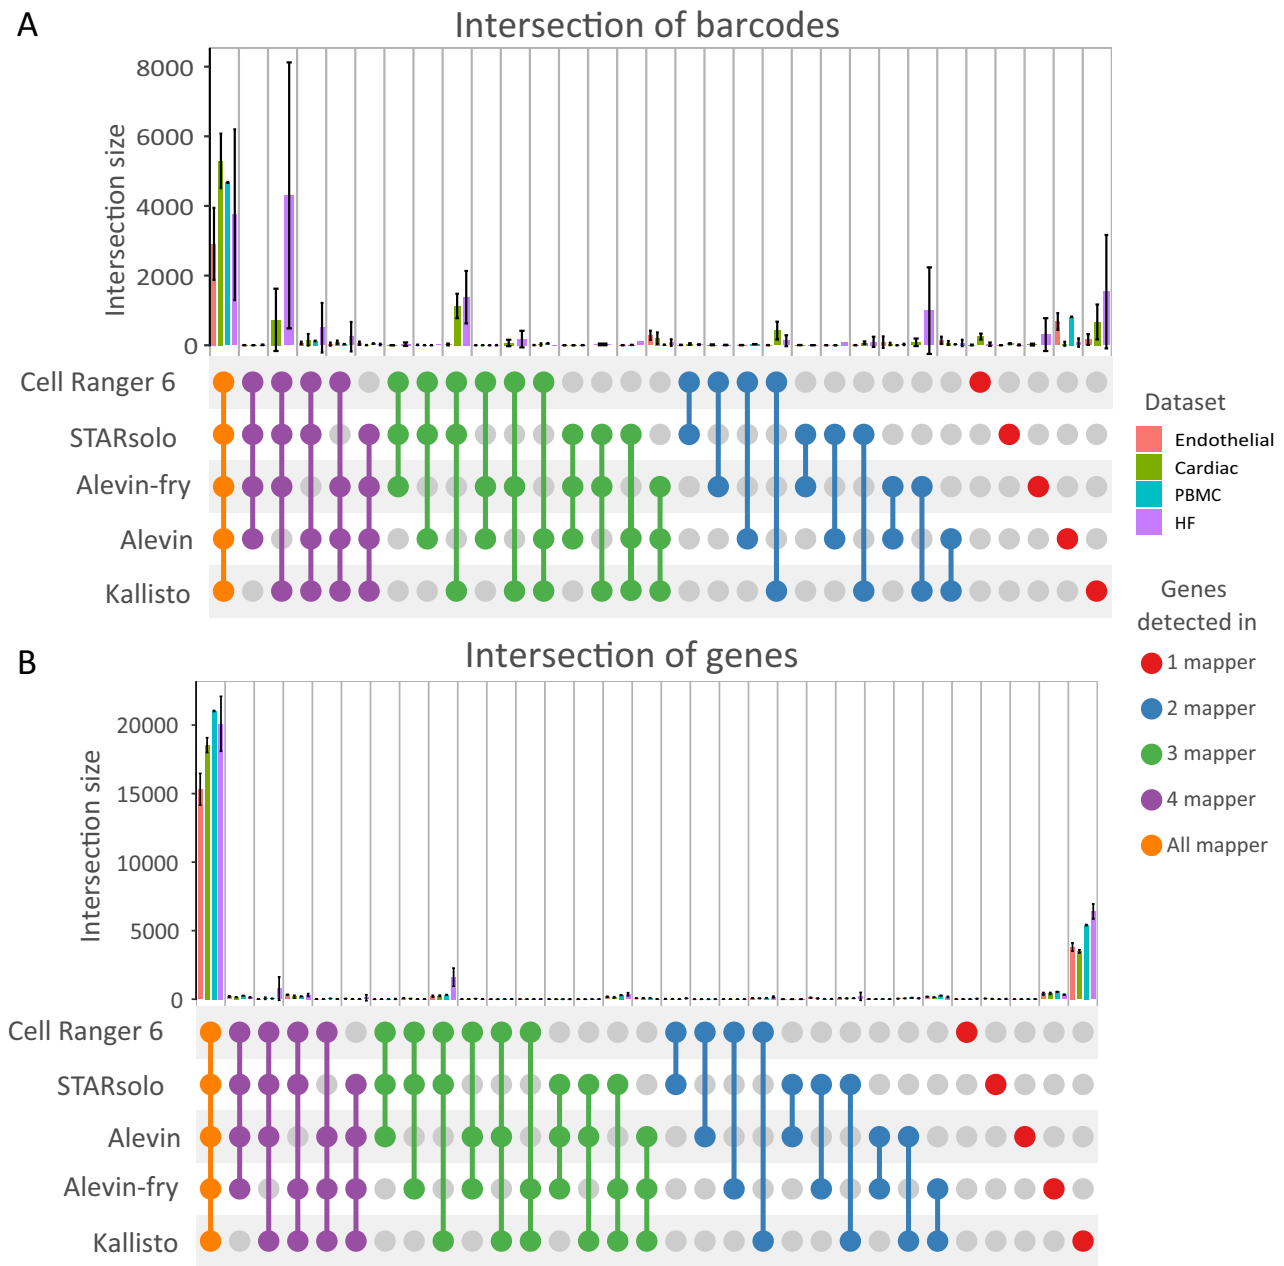 A
Intersection of barcodes
Intersection size
8000
6000
4000
2000
0
Cell Ranger 6
STARsolo
Alevin-fry
Alevin
Kallisto
Dataset
Endothelial
Cardiac
PBMC
HF
Genes
detected in
1 mapper
2 mapper
3 mapper
4 mapper
All mapper
B
Intersection of genes
Intersection size
20000
15000
10000
5000
0
Cell Ranger 6
STARsolo
Alevin
Alevin-fry
Kallisto